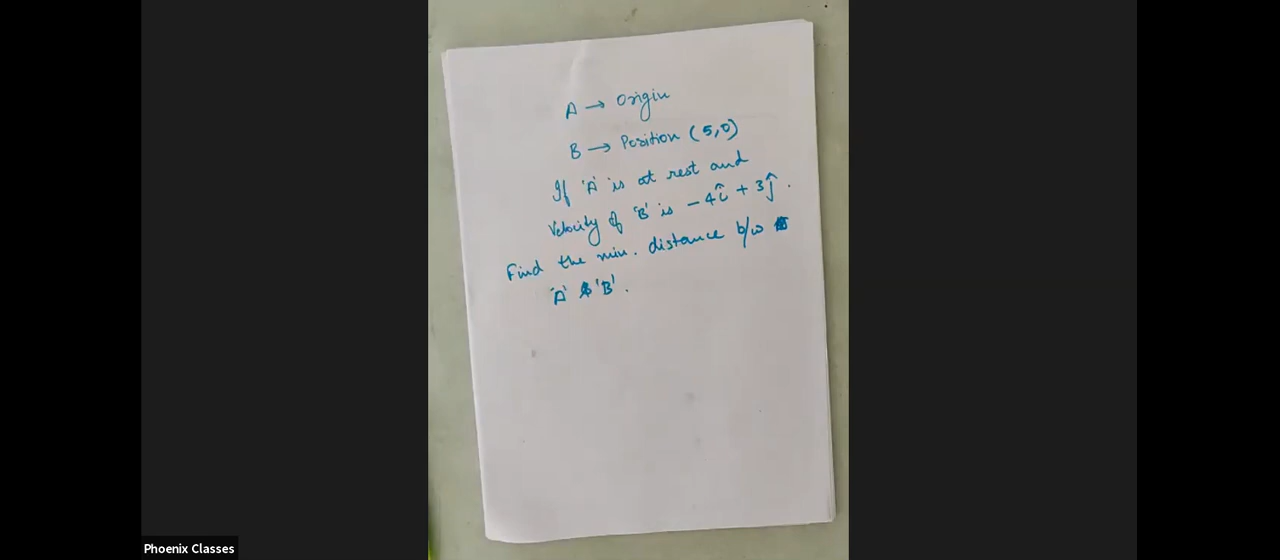 A → Origin
B → Position (5,0)
If 'A' is at rest and
Velocity of 'B' is -4î + 3ĵ.
Find the min. distance b/w
'A' & 'B'.
Phoenix Classes